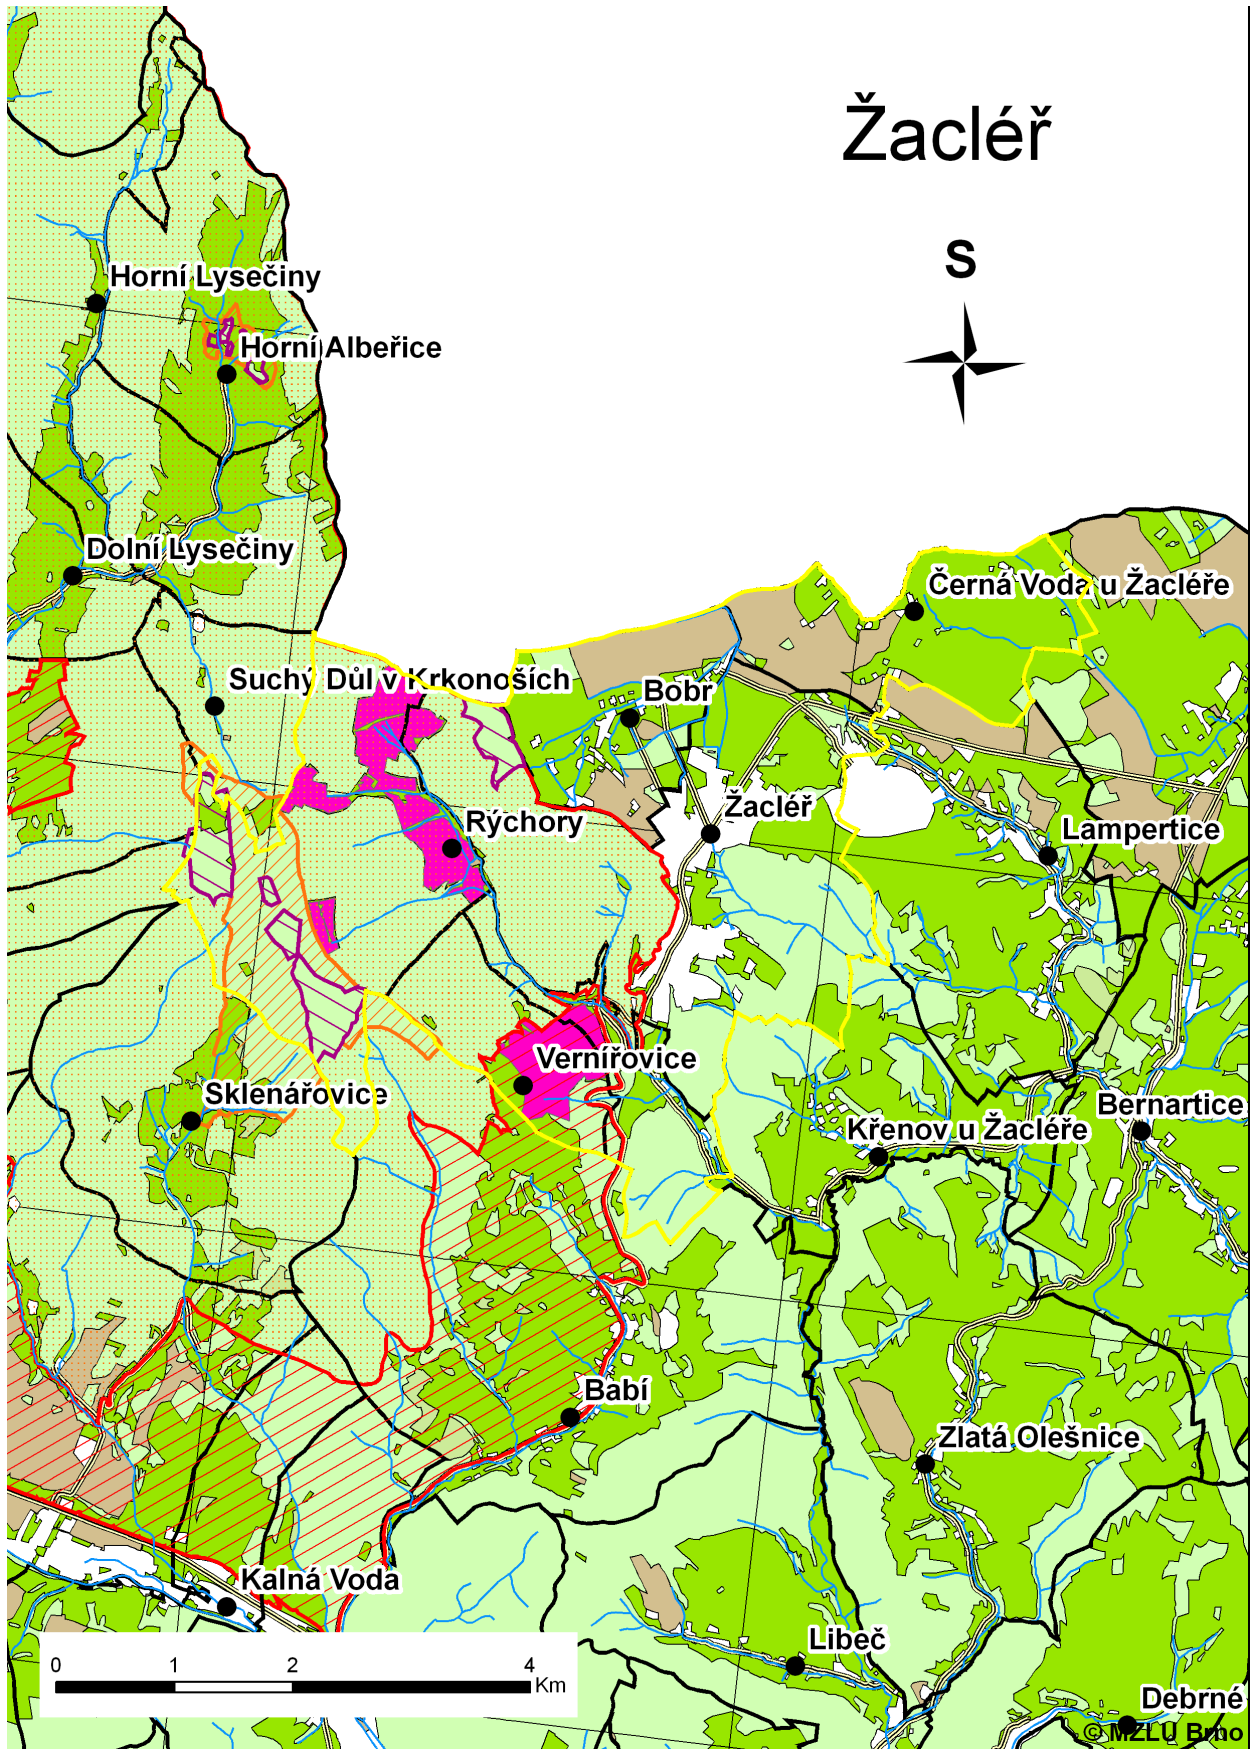 Žacléř
S
Horní Lysečiny
Horní Albeřice
Dolní Lysečiny
Černá Voda u Žacléře
Suchý Důl v Krkonoších
Bobr
Žacléř
Rýchory
Lampertice
Vernířovice
Sklenářovice
Bernartice
Křenov u Žacléře
Babí
Zlatá Olešnice
Kalná Voda
Libeč
0 1 2 4
Km
Debrné
© MZLU Brno